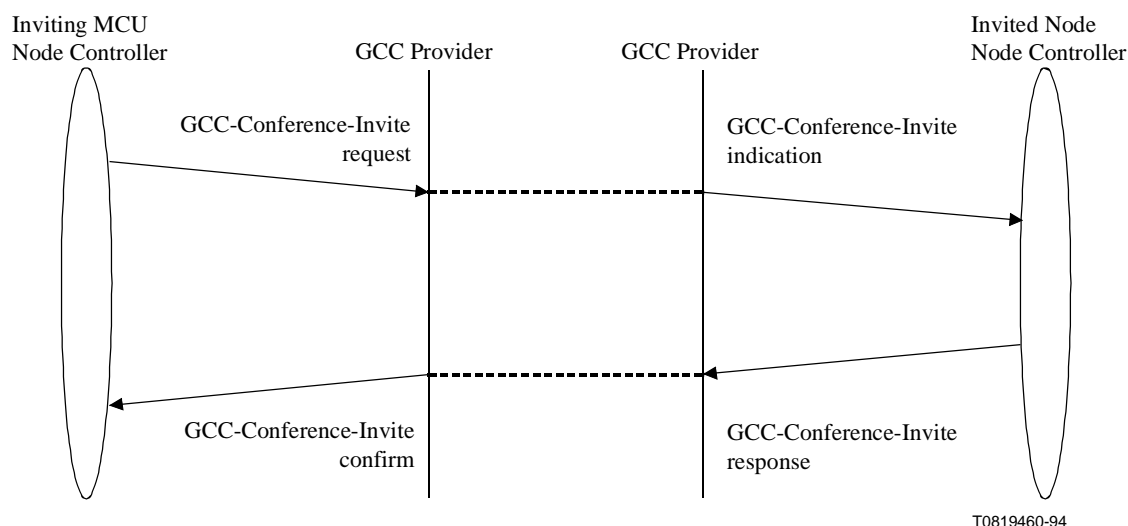 Inviting MCU
Node Controller
GCC Provider
GCC Provider
Invited Node
Node Controller
GCC-Conference-Invite
request
GCC-Conference-Invite
indication
GCC-Conference-Invite
confirm
GCC-Conference-Invite
response
T0819460-94